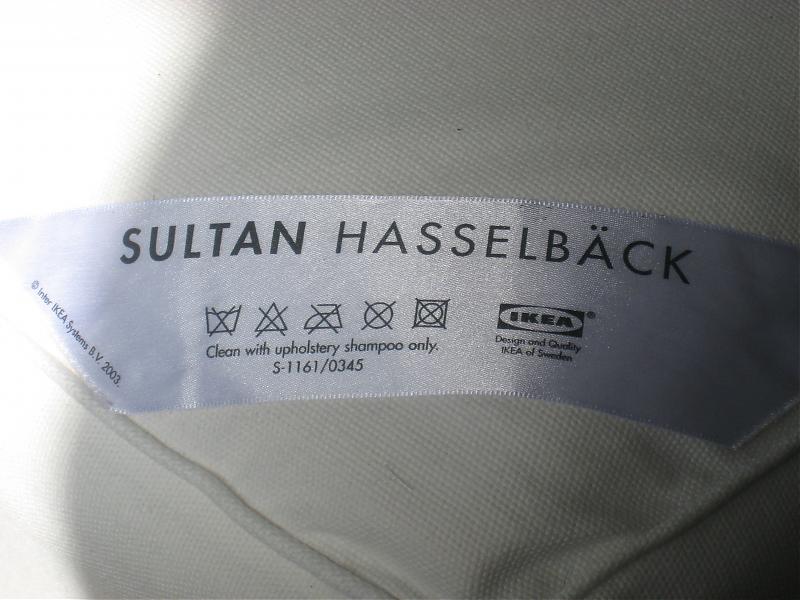 SULTAN HASSELBÄCK
Clean with upholstery shampoo only.
S-1161/0345
IKEA®
Design and Quality
IKEA of Sweden
© Inter IKEA Systems B.V. 2003.